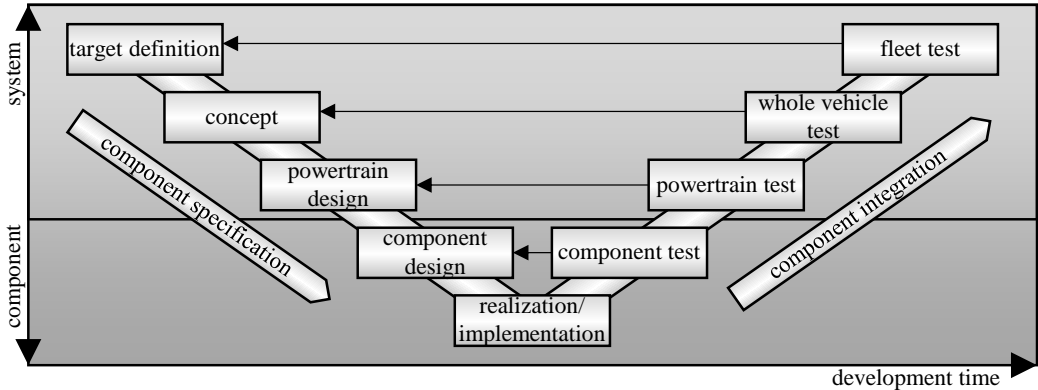 system
component
target definition
fleet test
concept
whole vehicle
test
powertrain
design
powertrain test
component specification
component integration
component
design
component test
realization/
implementation
development time